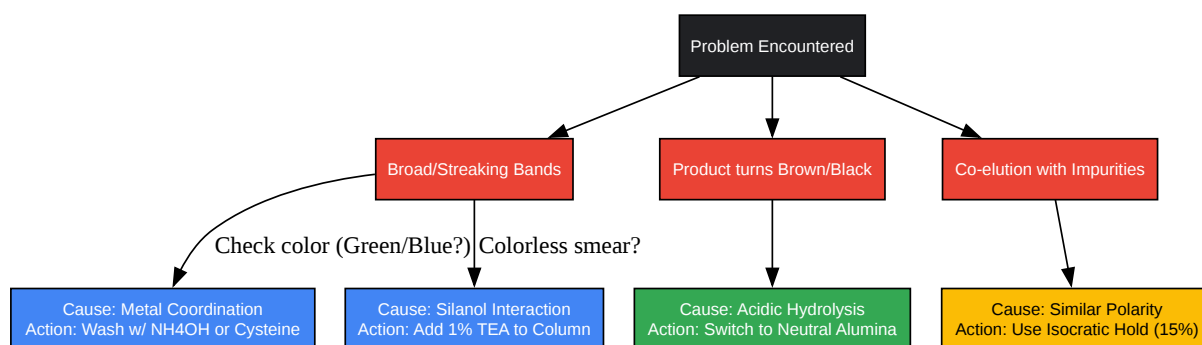 Problem Encountered
Broad/Streaking Bands
Product turns Brown/Black
Co-elution with Impurities
Check color (Green/Blue?)
Colorless smear?
Cause: Metal Coordination
Action: Wash w/ NH4OH or Cysteine
Cause: Silanol Interaction
Action: Add 1% TEA to Column
Cause: Acidic Hydrolysis
Action: Switch to Neutral Alumina
Cause: Similar Polarity
Action: Use Isocratic Hold (15%)